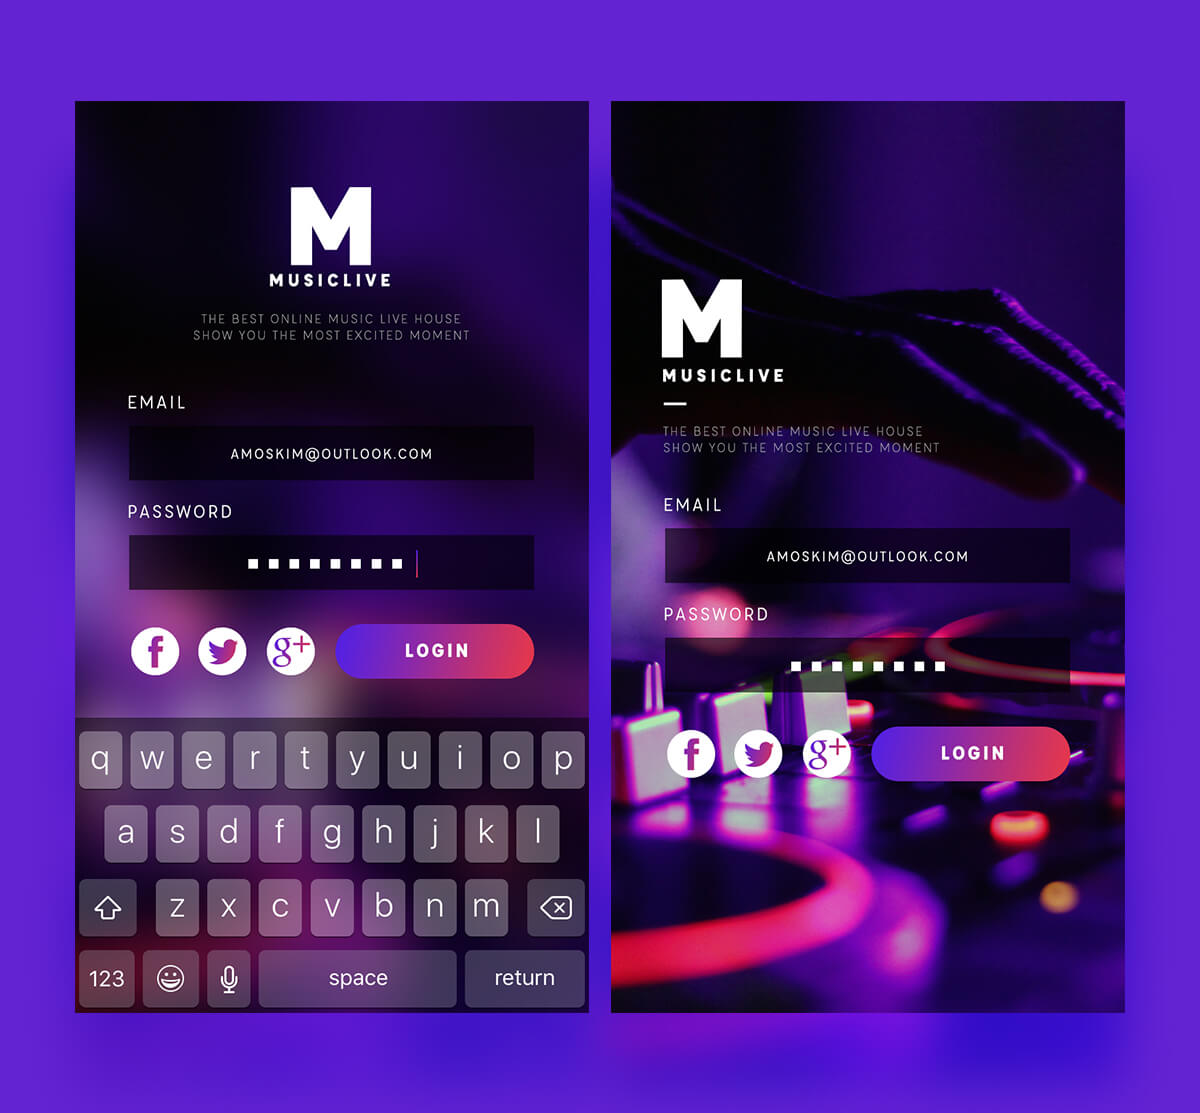 M
MUSICLIVE
THE BEST ONLINE MUSIC LIVE HOUSE
SHOW YOU THE MOST EXCITED MOMENT
EMAIL
AMOSKIM@OUTLOOK.COM
PASSWORD
f
g+
LOGIN
q w e r t y u i o p
a s d f g h j k l
z x c v b n m
123
space
return
M
MUSICLIVE
THE BEST ONLINE MUSIC LIVE HOUSE
SHOW YOU THE MOST EXCITED MOMENT
EMAIL
AMOSKIM@OUTLOOK.COM
PASSWORD
f
g+
LOGIN